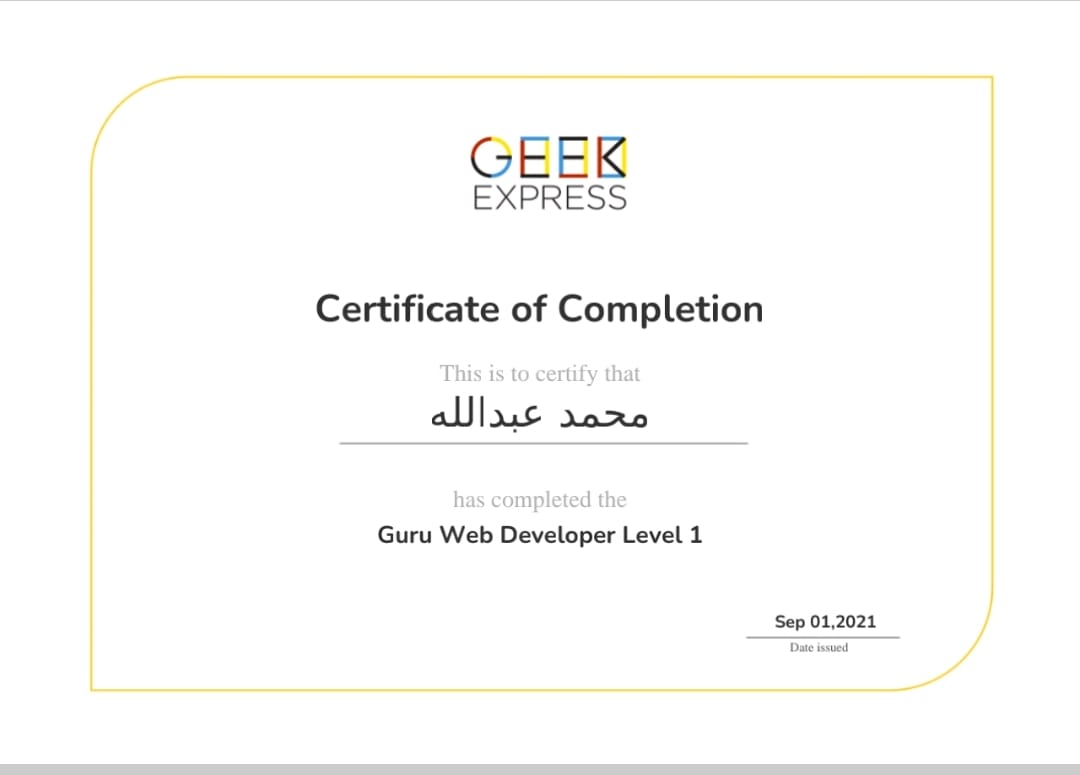 GEEK
EXPRESS
Certificate of Completion
This is to certify that
محمد عبدالله
has completed the
Guru Web Developer Level 1
Sep 01,2021
Date issued